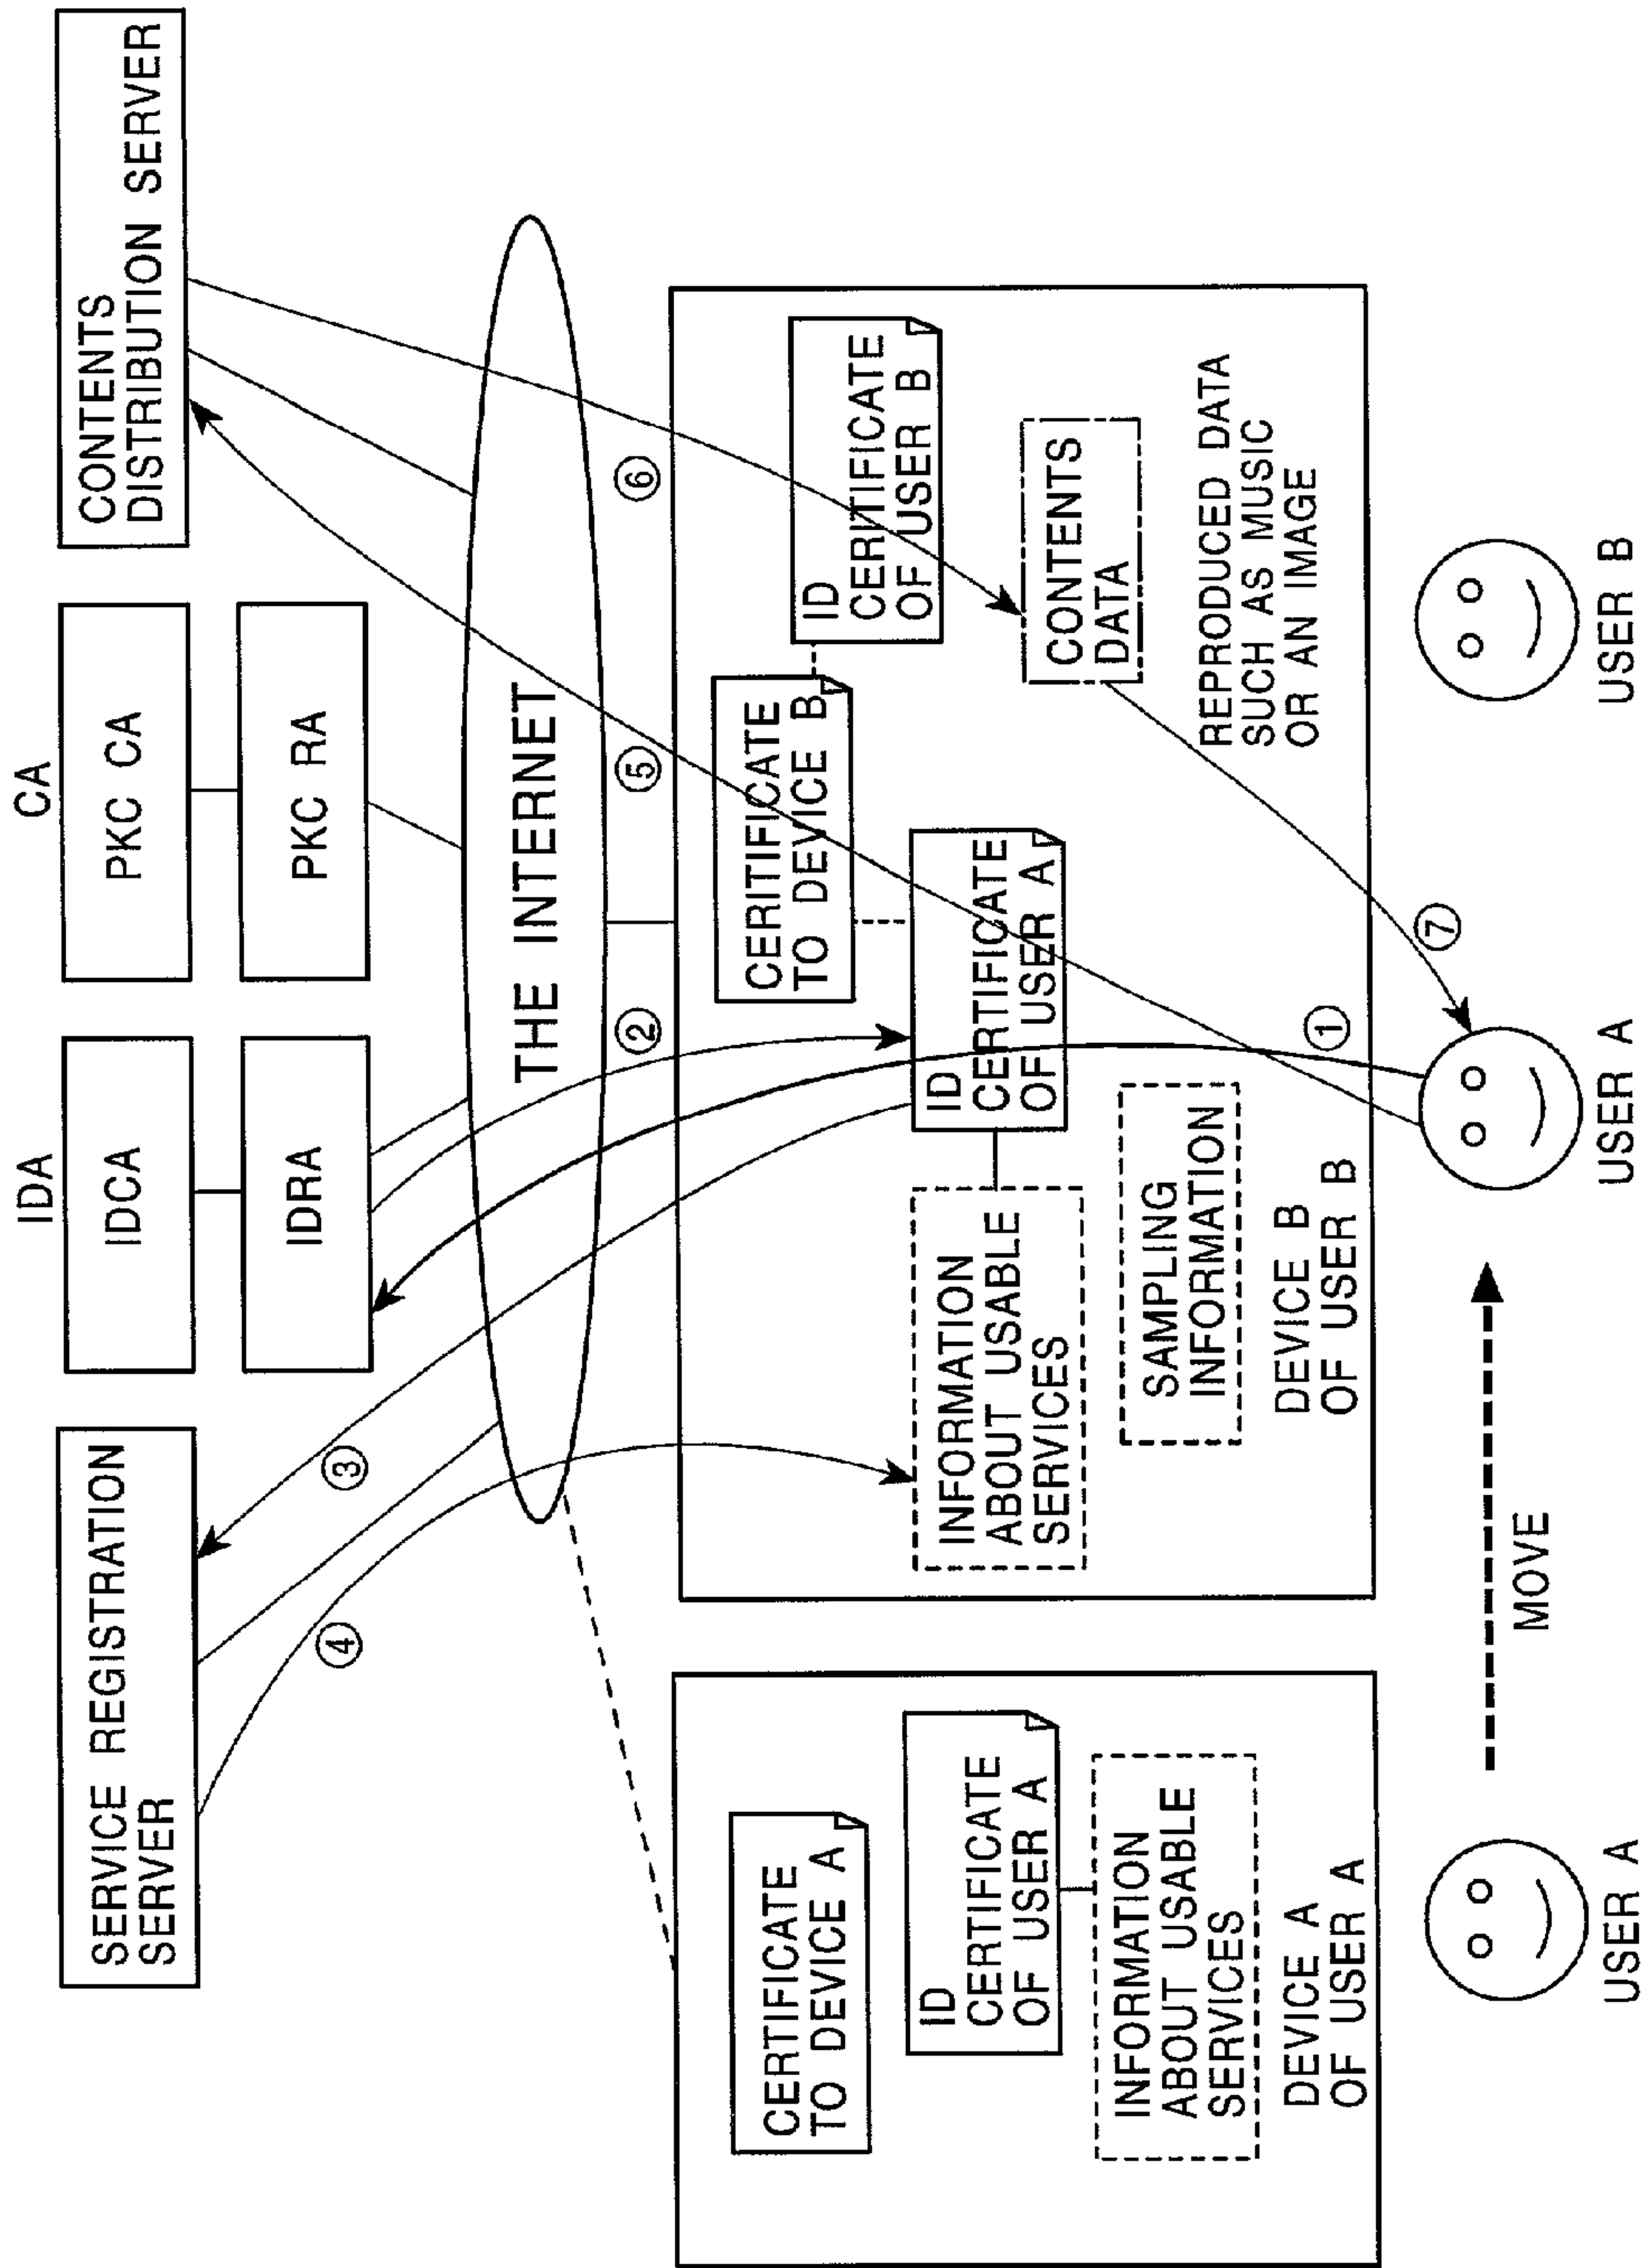 SERVICE REGISTRATION
SERVER
IDA
IDCA
IDRA
CA
PKC CA
PKC RA
CONTENTS
DISTRIBUTION SERVER
③
④
THE INTERNET
②
⑤
⑥
CERTIFICATE
TO DEVICE A
ID
CERTIFICATE
OF USER A
INFORMATION
ABOUT USABLE
SERVICES
DEVICE A
OF USER A
INFORMATION
ABOUT USABLE
SERVICES
ID
CERTIFICATE
OF USER A
CERITIFICATE
TO DEVICE B
ID
CERITIFICATE
OF USER B
SAMPLING
INFORMATION
CONTENTS
DATA
REPRODUCED DATA
SUCH AS MUSIC
OR AN IMAGE
DEVICE B
OF USER B
①
⑦
USER A
MOVE
USER A
USER B